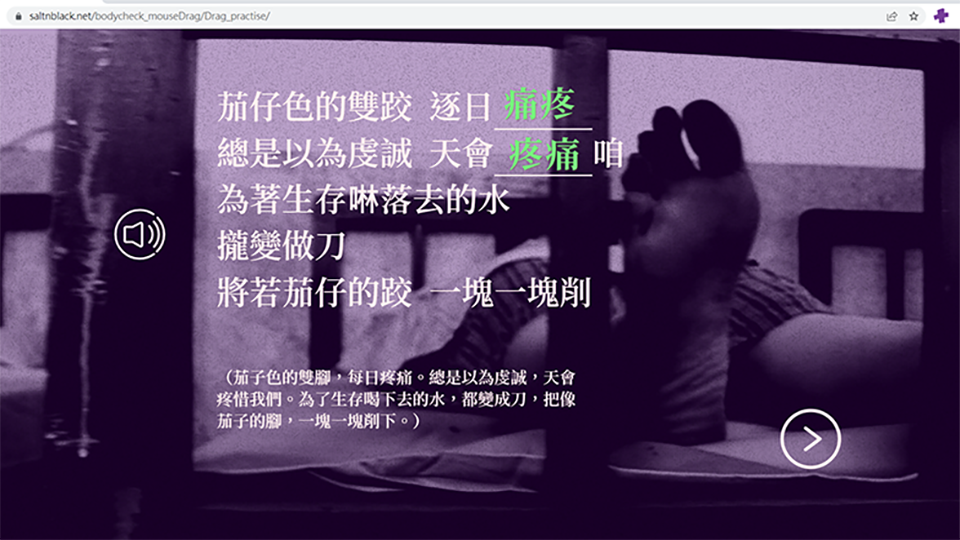 saltnblack.net/bodycheck_mouseDrag/Drag_practise/
茄仔色的雙跤 逐日 痛疼
總是以為虔誠 天會 疼痛 咱
為著生存啉落去的水
攏變做刀
將若茄仔的跤 一塊一塊削
（茄子色的雙腳，每日疼痛。總是以為虔誠，天會
疼惜我們。為了生存喝下去的水，都變成刀，把像
茄子的腳，一塊一塊削下。）